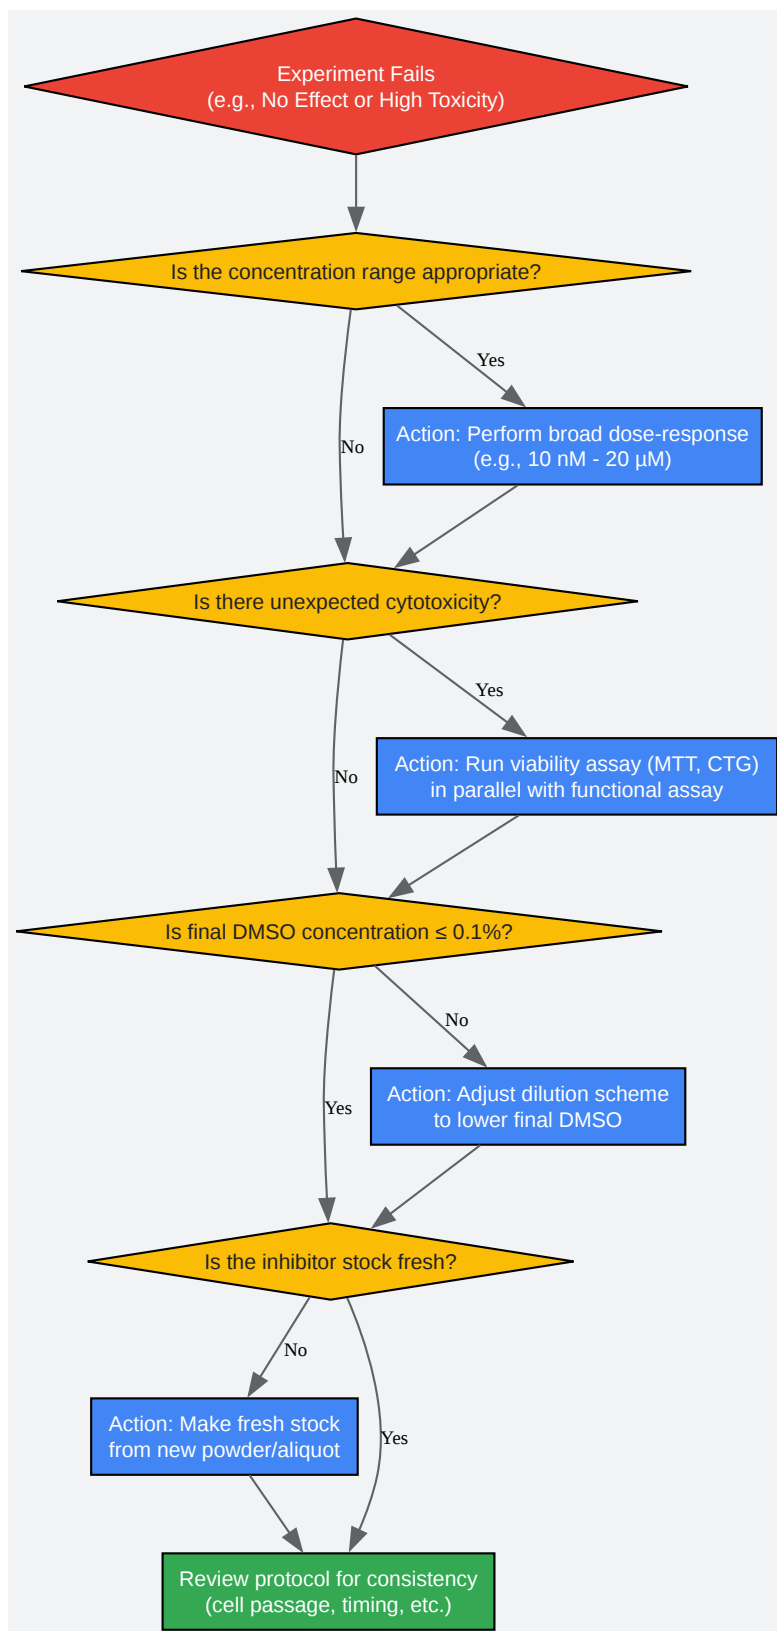 Experiment Fails
(e.g., No Effect or High Toxicity)
Is the concentration range appropriate?
Yes
Action: Perform broad dose-response
(e.g., 10 nM - 20 µM)
No
Is there unexpected cytotoxicity?
Yes
Action: Run viability assay (MTT, CTG)
in parallel with functional assay
No
Is final DMSO concentration ≤ 0.1%?
No
Action: Adjust dilution scheme
to lower final DMSO
Yes
Is the inhibitor stock fresh?
No
Action: Make fresh stock
from new powder/aliquot
Yes
Review protocol for consistency
(cell passage, timing, etc.)